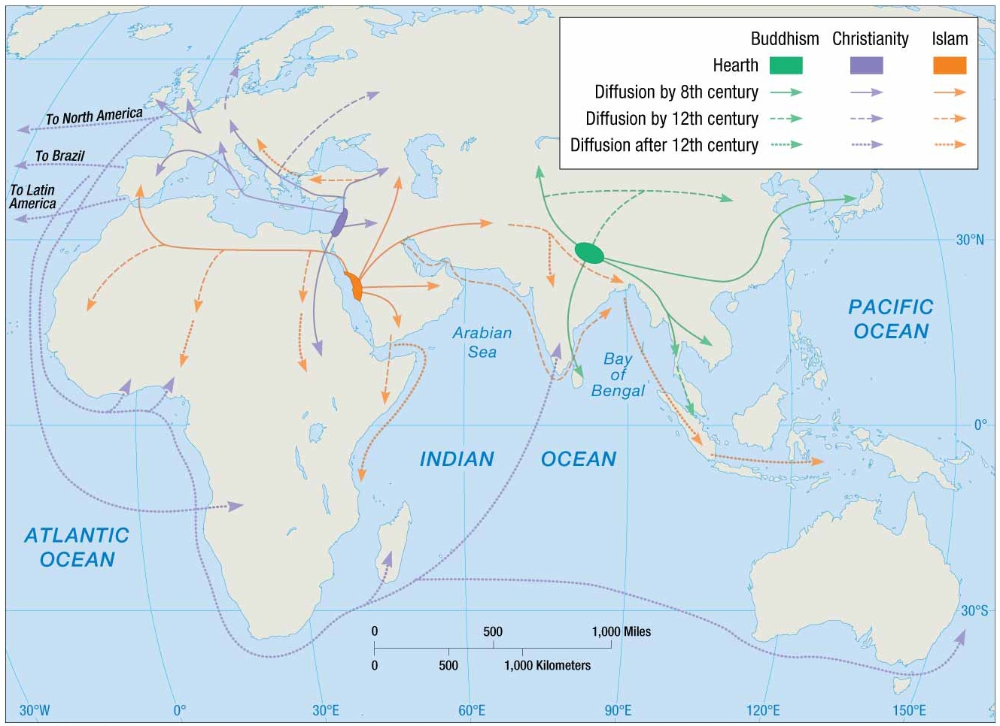 Buddhism Christianity Islam
Hearth
Diffusion by 8th century
Diffusion by 12th century
Diffusion after 12th century
To North America
To Brazil
To Latin
America
30°N
PACIFIC
OCEAN
Arabian
Sea
Bay
of
Bengal
0°
INDIAN OCEAN
ATLANTIC
OCEAN
30°S
0 500 1,000 Miles
0 500 1,000 Kilometers
30°W 0° 30°E 60°E 90°E 120°E 150°E